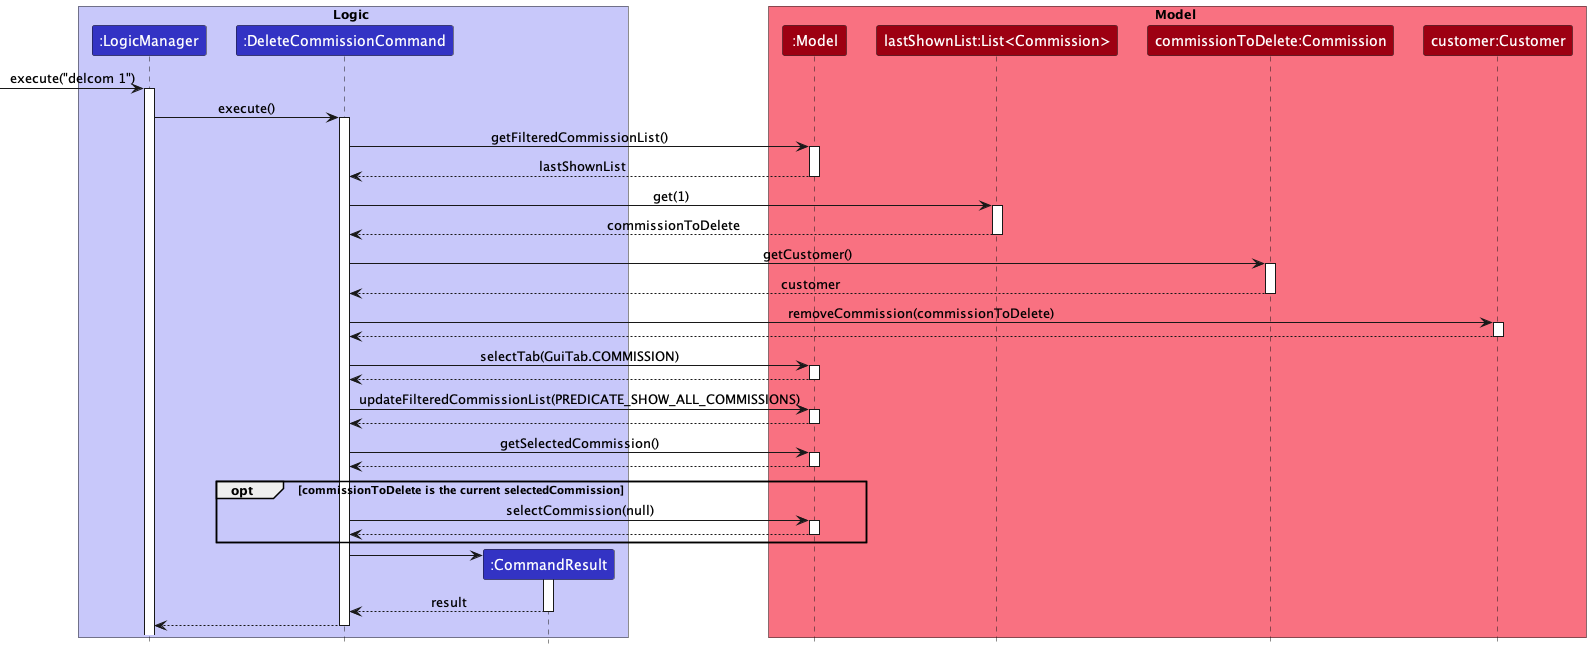 Logic
Model
:LogicManager
:DeleteCommissionCommand
:Model
lastShownList:List<Commission>
commissionToDelete:Commission
customer:Customer
execute("delcom 1")
execute()
getFilteredCommissionList()
lastShownList
get(1)
commissionToDelete
getCustomer()
customer
removeCommission(commissionToDelete)
selectTab(GuiTab.COMMISSION)
updateFilteredCommissionList(PREDICATE_SHOW_ALL_COMMISSIONS)
getSelectedCommission()
opt
[commissionToDelete is the current selectedCommission]
selectCommission(null)
:CommandResult
result